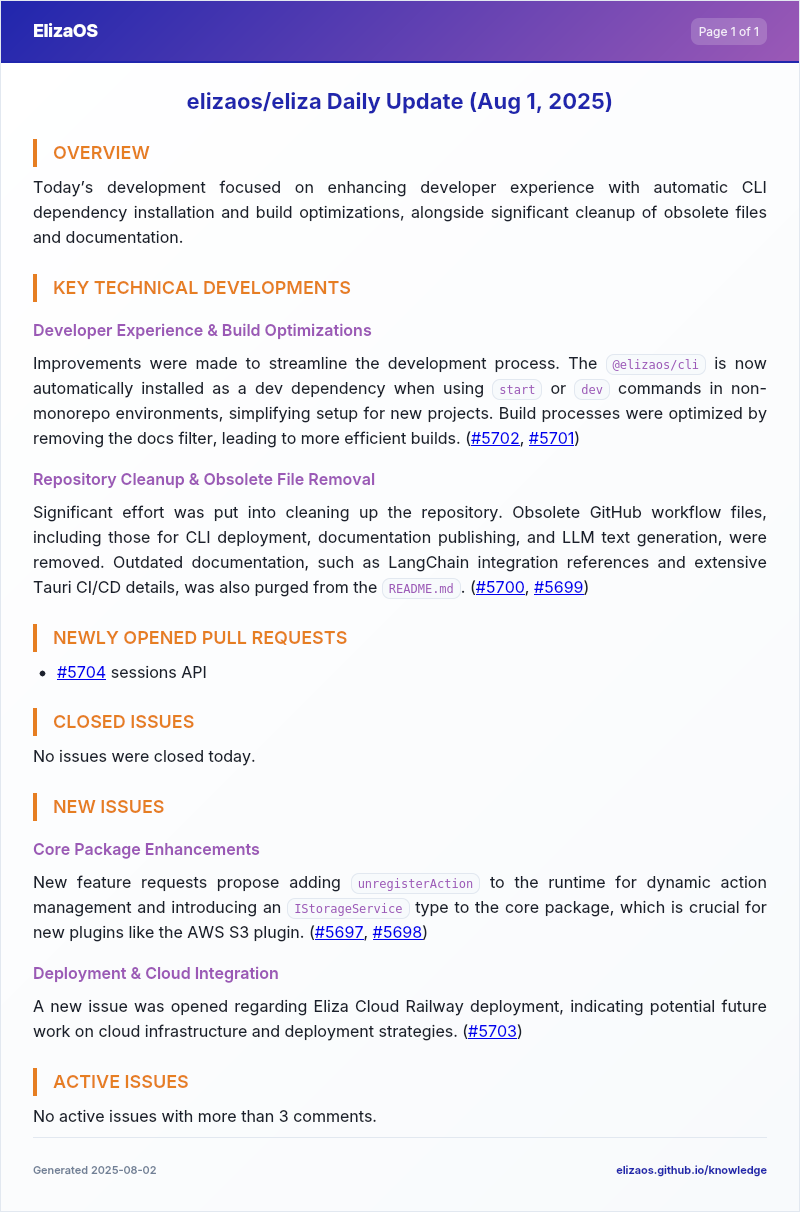 ElizaOS
Page 1 of 1
elizaos/eliza Daily Update (Aug 1, 2025)
OVERVIEW
Today's development focused on enhancing developer experience with automatic CLI
dependency installation and build optimizations, alongside significant cleanup of obsolete files
and documentation.
KEY TECHNICAL DEVELOPMENTS
Developer Experience & Build Optimizations
Improvements were made to streamline the development process. The @elizaos/cli is now
automatically installed as a dev dependency when using start or dev commands in non-
monorepo environments, simplifying setup for new projects. Build processes were optimized by
removing the docs filter, leading to more efficient builds. (#5702, #5701)
Repository Cleanup & Obsolete File Removal
Significant effort was put into cleaning up the repository. Obsolete GitHub workflow files,
including those for CLI deployment, documentation publishing, and LLM text generation, were
removed. Outdated documentation, such as LangChain integration references and extensive
Tauri CI/CD details, was also purged from the README.md. (#5700, #5699)
NEWLY OPENED PULL REQUESTS
• #5704 sessions API
CLOSED ISSUES
No issues were closed today.
NEW ISSUES
Core Package Enhancements
New feature requests propose adding unregisterAction to the runtime for dynamic action
management and introducing an IStorageService type to the core package, which is crucial for
new plugins like the AWS S3 plugin. (#5697, #5698)
Deployment & Cloud Integration
A new issue was opened regarding Eliza Cloud Railway deployment, indicating potential future
work on cloud infrastructure and deployment strategies. (#5703)
ACTIVE ISSUES
No active issues with more than 3 comments.
Generated 2025-08-02
elizaos.github.io/knowledge